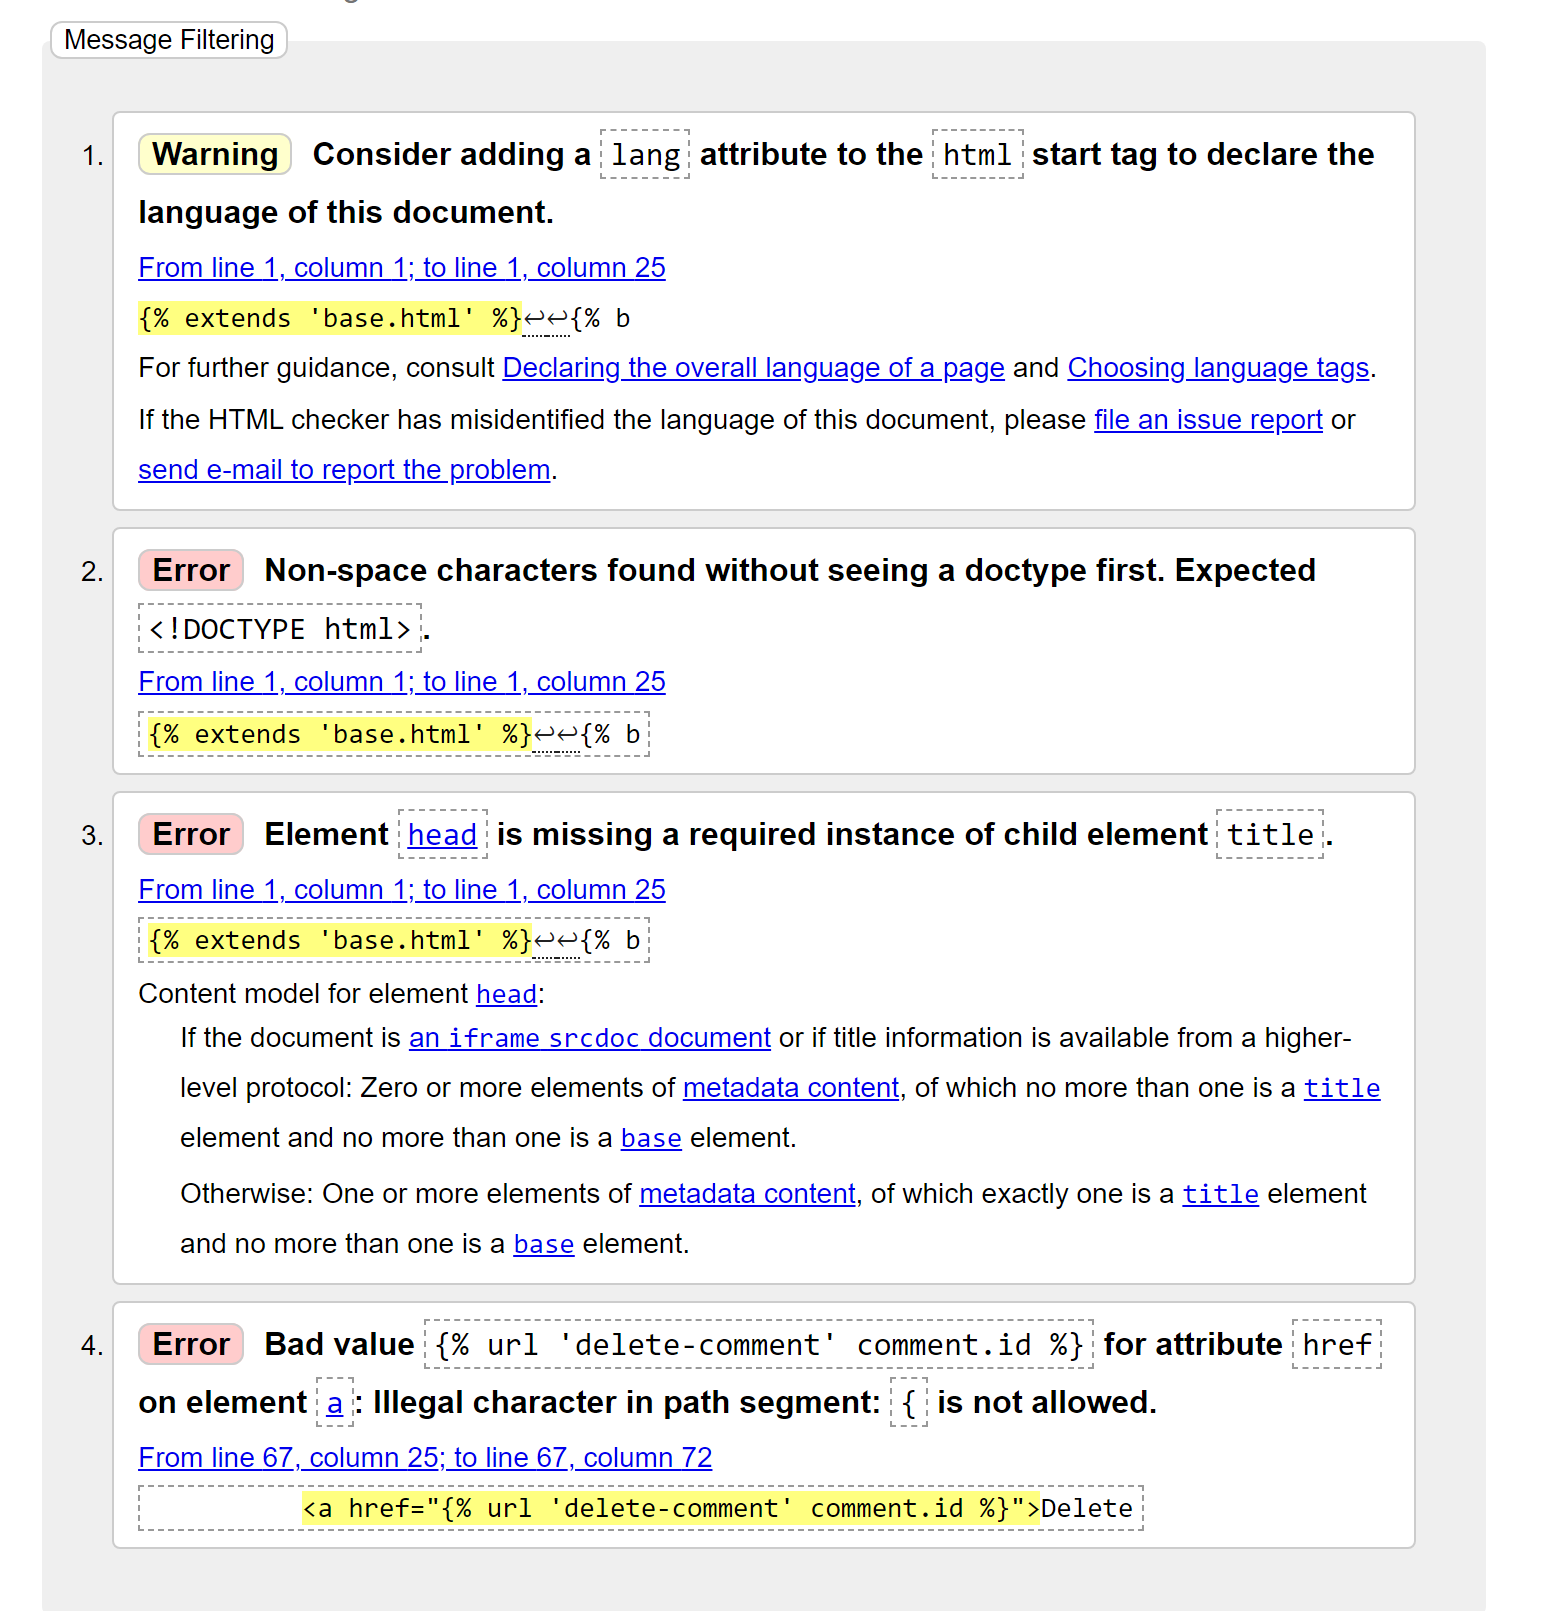 Message Filtering
1. Warning Consider adding a lang attribute to the html start tag to declare the
language of this document.
From line 1, column 1; to line 1, column 25
{% extends 'base.html' %}↩↩{% b
For further guidance, consult Declaring the overall language of a page and Choosing language tags.
If the HTML checker has misidentified the language of this document, please file an issue report or
send e-mail to report the problem.
2. Error Non-space characters found without seeing a doctype first. Expected
<!DOCTYPE html>.
From line 1, column 1; to line 1, column 25
{% extends 'base.html' %}↩↩{% b
3. Error Element head is missing a required instance of child element title.
From line 1, column 1; to line 1, column 25
{% extends 'base.html' %}↩↩{% b
Content model for element head:
If the document is an iframe srcdoc document or if title information is available from a higher-
level protocol: Zero or more elements of metadata content, of which no more than one is a title
element and no more than one is a base element.
Otherwise: One or more elements of metadata content, of which exactly one is a title element
and no more than one is a base element.
4. Error Bad value {% url 'delete-comment' comment.id %} for attribute href
on element a: Illegal character in path segment: { is not allowed.
From line 67, column 25; to line 67, column 72
<a href="{% url 'delete-comment' comment.id %}">Delete